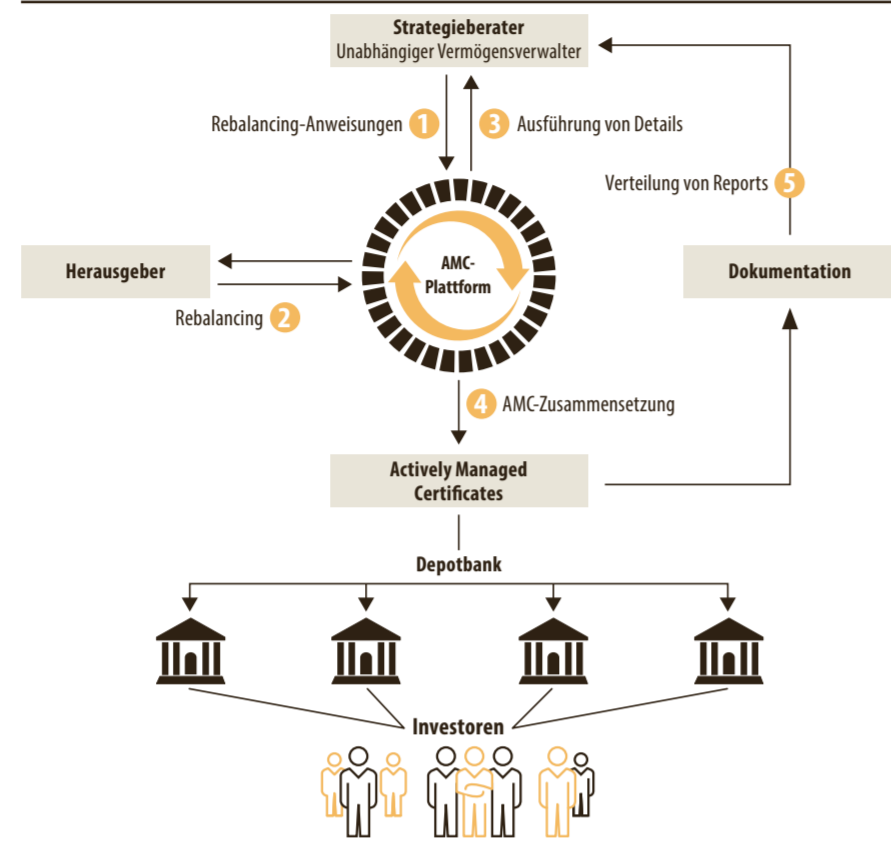 Strategieberater
Unabhängiger Vermögensverwalter
Rebalancing-Anweisungen 1
3 Ausführung von Details
Verteilung von Reports 5
Herausgeber
AMC-
Plattform
Dokumentation
Rebalancing 2
4 AMC-Zusammensetzung
Actively Managed
Certificates
Depotbank
Investoren